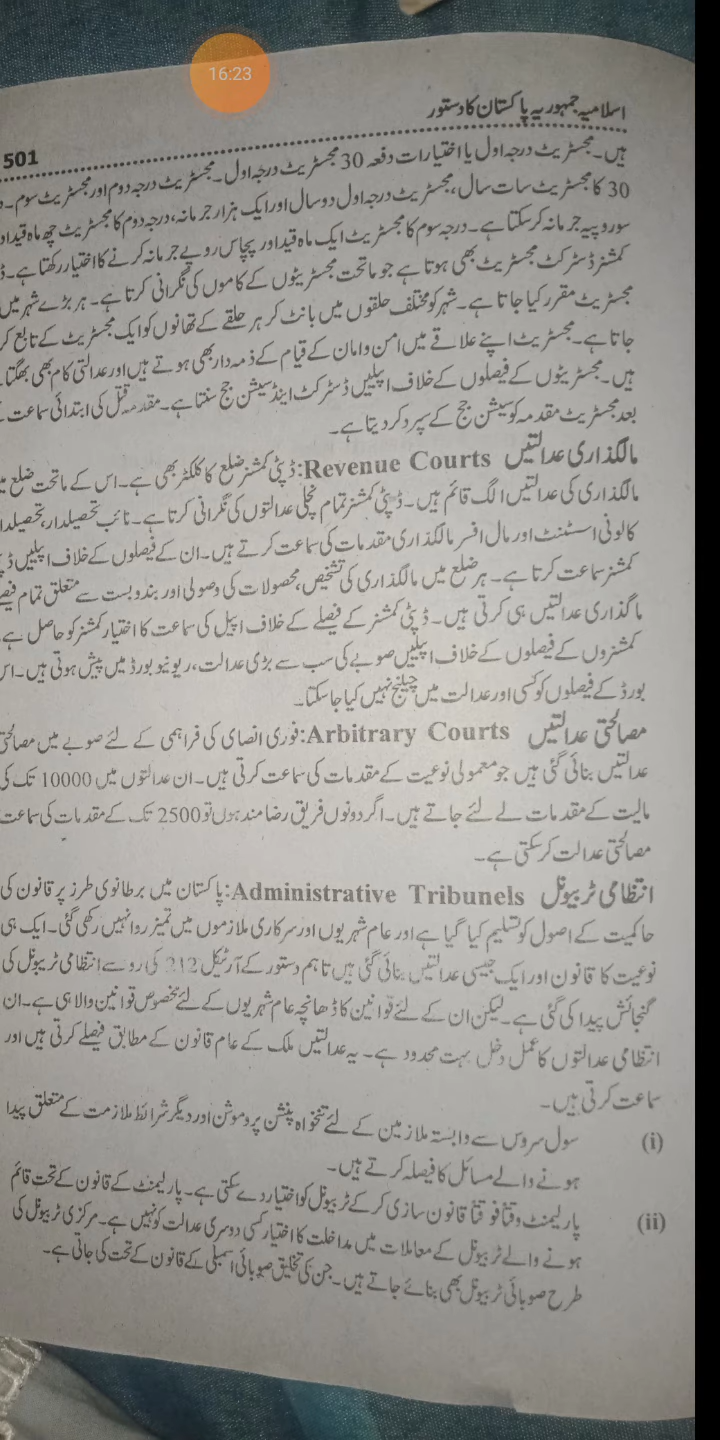 16:23
اسلامیہ جمہوریہ پاکستان کا دستور
501
ہیں۔ مجسٹریٹ درجہ اول یا اختیارات دفعہ 30 مجسٹریٹ درجہ اول۔ مجسٹریٹ درجہ دوم اور مجسٹریٹ سوم۔
30 کا مجسٹریٹ سات سال، مجسٹریٹ درجہ اول دو سال اور ایک ہزار جرمانہ، درجہ دوم کا مجسٹریٹ چھ ماہ قید اور
سو روپیہ جرمانہ کر سکتا ہے۔ درجہ سوم کا مجسٹریٹ ایک ماہ قید اور پچاس روپے جرمانہ کرنے کا اختیار رکھتا ہے۔
کمشنر ڈسٹرکٹ مجسٹریٹ بھی ہوتا ہے جو ماتحت مجسٹریٹوں کے کاموں کی نگرانی کرتا ہے۔ ہر بڑے شہر میں
مجسٹریٹ مقرر کیا جاتا ہے۔ شہر کو مختلف حلقوں میں بانٹ کر ہر حلقے کے تھانوں کو ایک مجسٹریٹ کے تابع کر
جاتا ہے۔ مجسٹریٹ اپنے علاقے میں امن و امان کے قیام کے ذمہ دار بھی ہوتے ہیں اور عدالتی کام بھی بھگتا
ہیں۔ مجسٹریٹوں کے فیصلوں کے خلاف اپیلیں ڈسٹرکٹ اینڈ سیشن جج سنتا ہے۔ مقدمہ قتل کی ابتدائی سماعت
بعد مجسٹریٹ مقدمہ کو سیشن جج کے سپرد کر دیتا ہے۔
مالگذاری عدالتیں Revenue Courts: ڈپٹی کمشنر ضلع کا کلکٹر بھی ہے۔ اس کے ماتحت ضلع
مالگذاری کی عدالتیں الگ قائم ہیں۔ ڈپٹی کمشنر تمام نچلی عدالتوں کی نگرانی کرتا ہے۔ نائب تحصیلدار، تحصیلدار
کالونی اسسٹنٹ اور مال افسر مالگذاری مقدمات کی سماعت کرتے ہیں۔ ان کے فیصلوں کے خلاف اپیلیں
کمشنر سماعت کرتا ہے۔ ہر ضلع میں مالگذاری کی تشخیص، محصولات کی وصولی اور بندوبست سے متعلق تمام فیصلے
ماگذاری عدالتیں ہی کرتی ہیں۔ ڈپٹی کمشنر کے فیصلے کے خلاف اپیل کی سماعت کا اختیار کمشنر کو حاصل ہے
کمشنروں کے فیصلوں کے خلاف اپیلیں صوبے کی سب سے بڑی عدالت، ریونیو بورڈ میں پیش ہوتی ہیں۔ اس
بورڈ کے فیصلوں کو کسی اور عدالت میں چیلنج نہیں کیا جا سکتا۔
مصالحتی عدالتیں Arbitrary Courts: فوری انصای کی فراہمی کے لئے صوبے میں مصالحتی
عدالتیں بنائی گئی ہیں جو معمولی نوعیت کے مقدمات کی سماعت کرتی ہیں۔ ان عدالتوں میں 10000 تک کی
مالیت کے مقدمات لے لئے جاتے ہیں۔ اگر دونوں فریق رضا مند ہوں تو 2500 تک کے مقدمات کی سماعت
مصالحتی عدالت کر سکتی ہے۔
انتظامی ٹربیونل Administrative Tribunels: پاکستان میں برطانوی طرز پر قانون کی
حاکمیت کے اصول کو تسلیم کیا گیا ہے اور عام شہریوں اور سرکاری ملازموں میں تمیز روا نہیں رکھی گئی۔ ایک ہی
نوعیت کا قانون اور ایک جیسی عدالتیں بنائی گئی ہیں تاہم دستور کے آرٹیکل 212 کی رو سے انتظامی ٹریبونل کی
گنجائش پیدا کی گئی ہے۔ لیکن ان کے لئے قوانین کا ڈھانچہ عام شہریوں کے لئے مخصوص قوانین والا ہی ہے۔ ان
انتظامی عدالتوں کا عمل دخل بہت محدود ہے۔ یہ عدالتیں ملک کے عام قانون کے مطابق فیصلے کرتی ہیں اور
سماعت کرتی ہیں۔
(i) سول سروس سے وابستہ ملازمین کے لئے تنخواہ پنشن پروموشن اور دیگر شرائط ملازمت کے متعلق پیدا
ہونے والے مسائل کا فیصلہ کرتے ہیں۔
(ii) پارلیمنٹ وقتاً فوقتاً قانون سازی کر کے ٹربیونل کو اختیار دے سکتی ہے۔ پارلیمنٹ کے قانون کے تحت قائم
ہونے والے ٹربیونل کے معاملات میں مداخلت کا اختیار کسی دوسری عدالت کو نہیں ہے۔ مرکزی ٹربیونل کی
طرح صوبائی ٹربیونل بھی بنائے جاتے ہیں۔ جن کی تخلیق صوبائی اسمبلی کے قانون کے تحت کی جاتی ہے۔